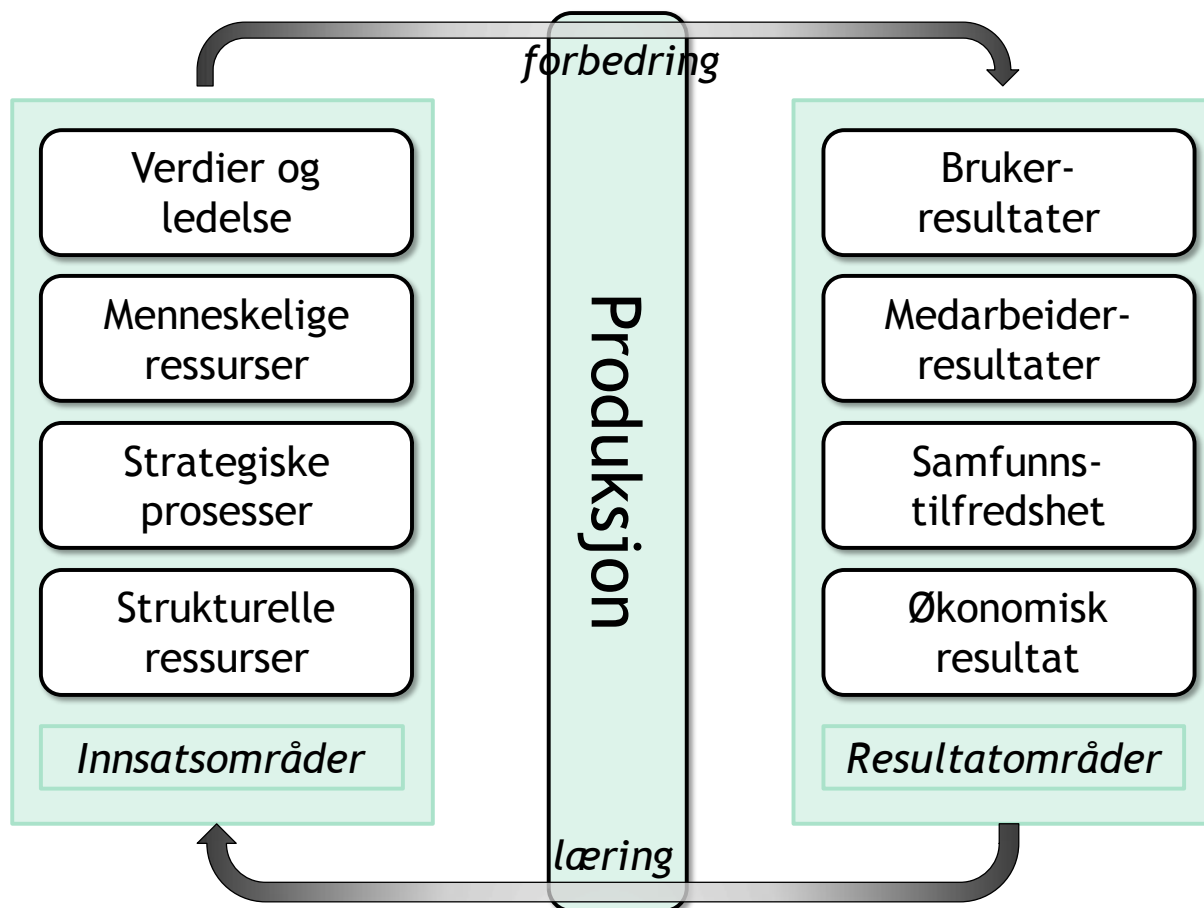 forbedring
Verdier og
ledelse
Menneskelige
ressurser
Strategiske
prosesser
Strukturelle
ressurser
Innsatsområder
Produksjon
Bruker-
resultater
Medarbeider-
resultater
Samfunns-
tilfredshet
Økonomisk
resultat
Resultatområder
læring